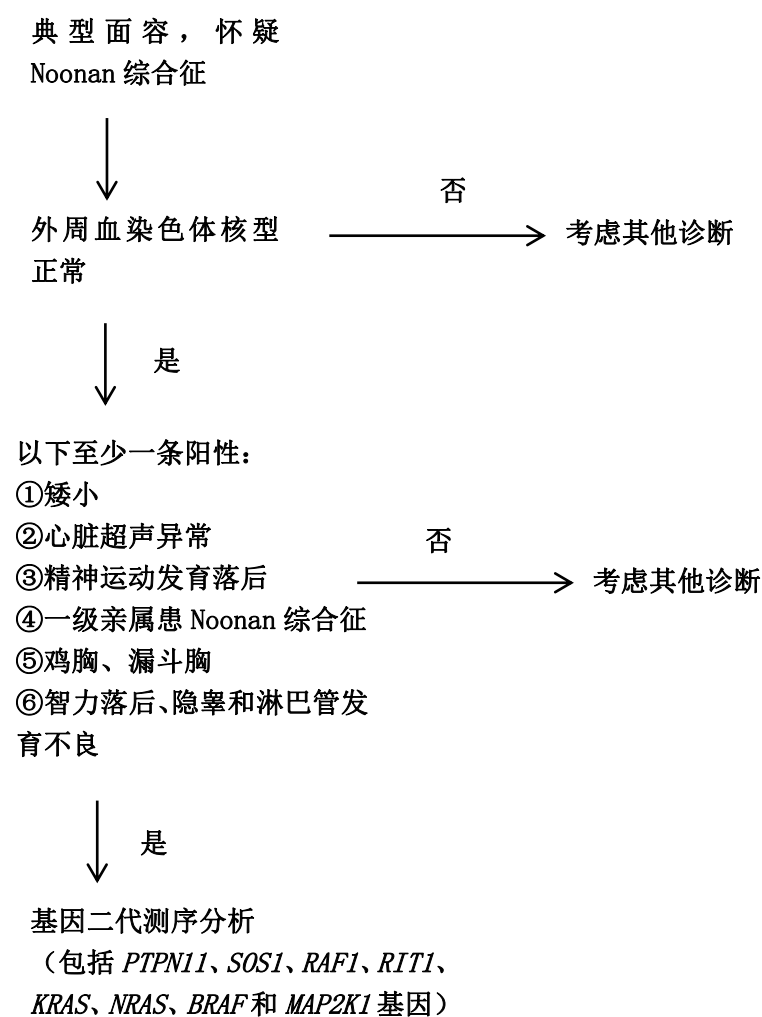 典型面容，怀疑
Noonan 综合征
否
外周血染色体核型
正常
考虑其他诊断
是
以下至少一条阳性：
①矮小
②心脏超声异常
否
③精神运动发育落后
考虑其他诊断
④一级亲属患 Noonan 综合征
⑤鸡胸、漏斗胸
⑥智力落后、隐睾和淋巴管发
育不良
是
基因二代测序分析
（包括 PTPN11、SOS1、RAF1、RIT1、
KRAS、NRAS、BRAF 和 MAP2K1 基因）